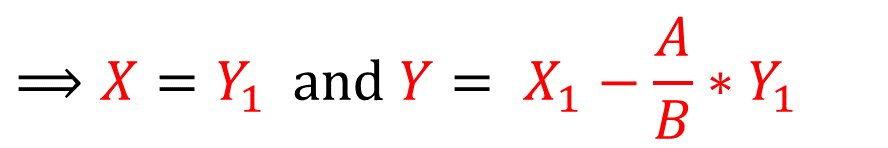 ⟹ X = Y₁ and Y = X₁ − A/B * Y₁